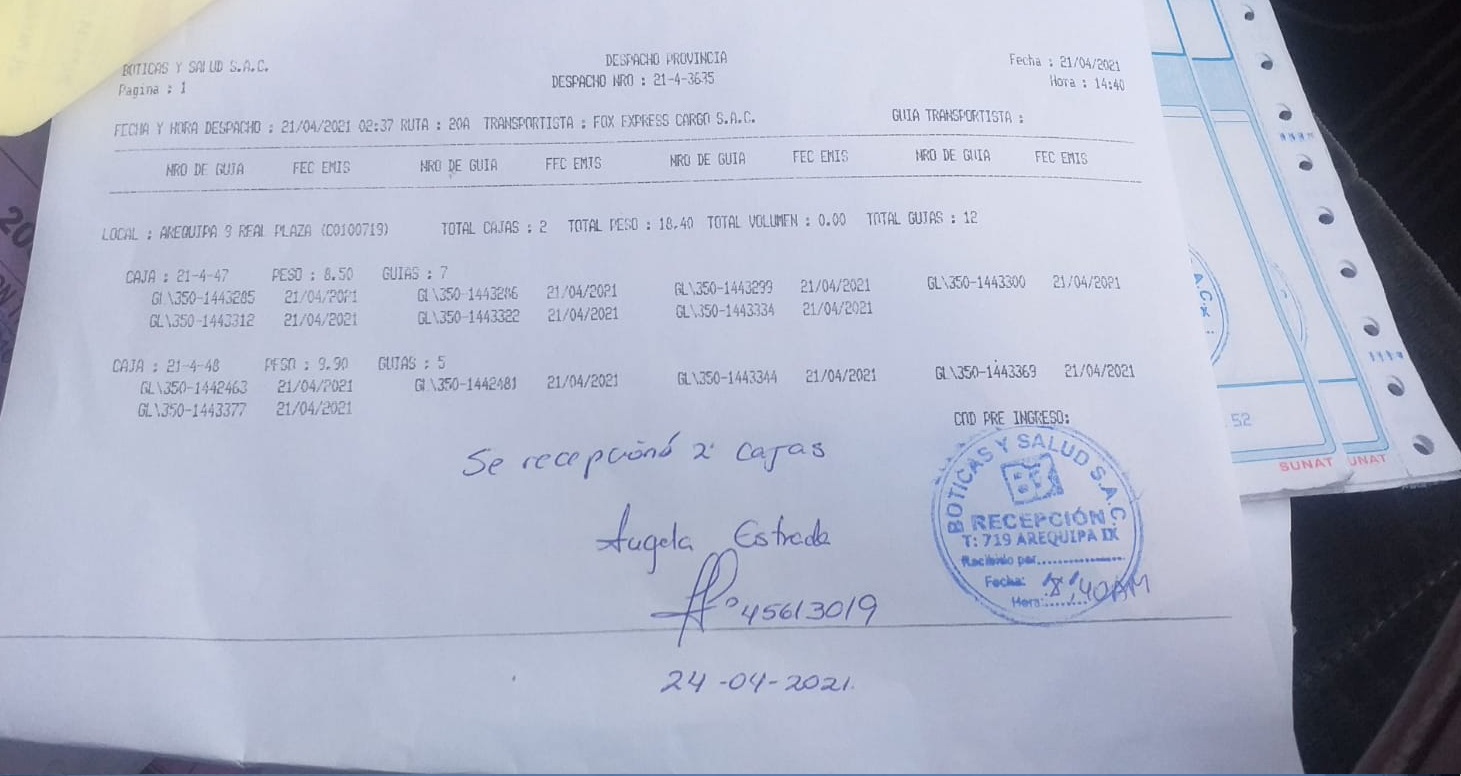 BOTICAS Y SALUD S.A.C. DESPACHO PROVINCIA Fecha : 21/04/2021
Pagina : 1 DESPACHO NRO : 21-4-3635 Hora : 14:40
FECHA Y HORA DESPACHO : 21/04/2021 02:37 RUTA : 20A TRANSPORTISTA : FOX EXPRESS CARGO S.A.C. GUIA TRANSPORTISTA :
NRO DE GUIA FEC EMIS NRO DE GUIA FEC EMIS NRO DE GUIA FEC EMIS NRO DE GUIA FEC EMIS
LOCAL : AREQUIPA 9 REAL PLAZA (C0100719) TOTAL CAJAS : 2 TOTAL PESO : 18.40 TOTAL VOLUMEN : 0.00 TOTAL GUIAS : 12
CAJA : 21-4-47 PESO : 8.50 GUIAS : 7
GL\350-1443285 21/04/2021 GL\350-1443286 21/04/2021 GL\350-1443299 21/04/2021 GL\350-1443300 21/04/2021
GL\350-1443312 21/04/2021 GL\350-1443322 21/04/2021 GL\350-1443334 21/04/2021
CAJA : 21-4-48 PESO : 9.90 GUIAS : 5
GL\350-1442463 21/04/2021 GL\350-1442481 21/04/2021 GL\350-1443344 21/04/2021 GL\350-1443369 21/04/2021
GL\350-1443377 21/04/2021
COD PRE INGRESO:
Se recepcionó 2 cajas
Angela Estrada
45613019
24-04-2021
BOTICAS Y SALUD S.A.C
RECEPCIÓN
T: 719 AREQUIPA IX
Recibido por
Fecha:
Hora: 8:40AM
52
SUNAT
UNAT
A.C.
20